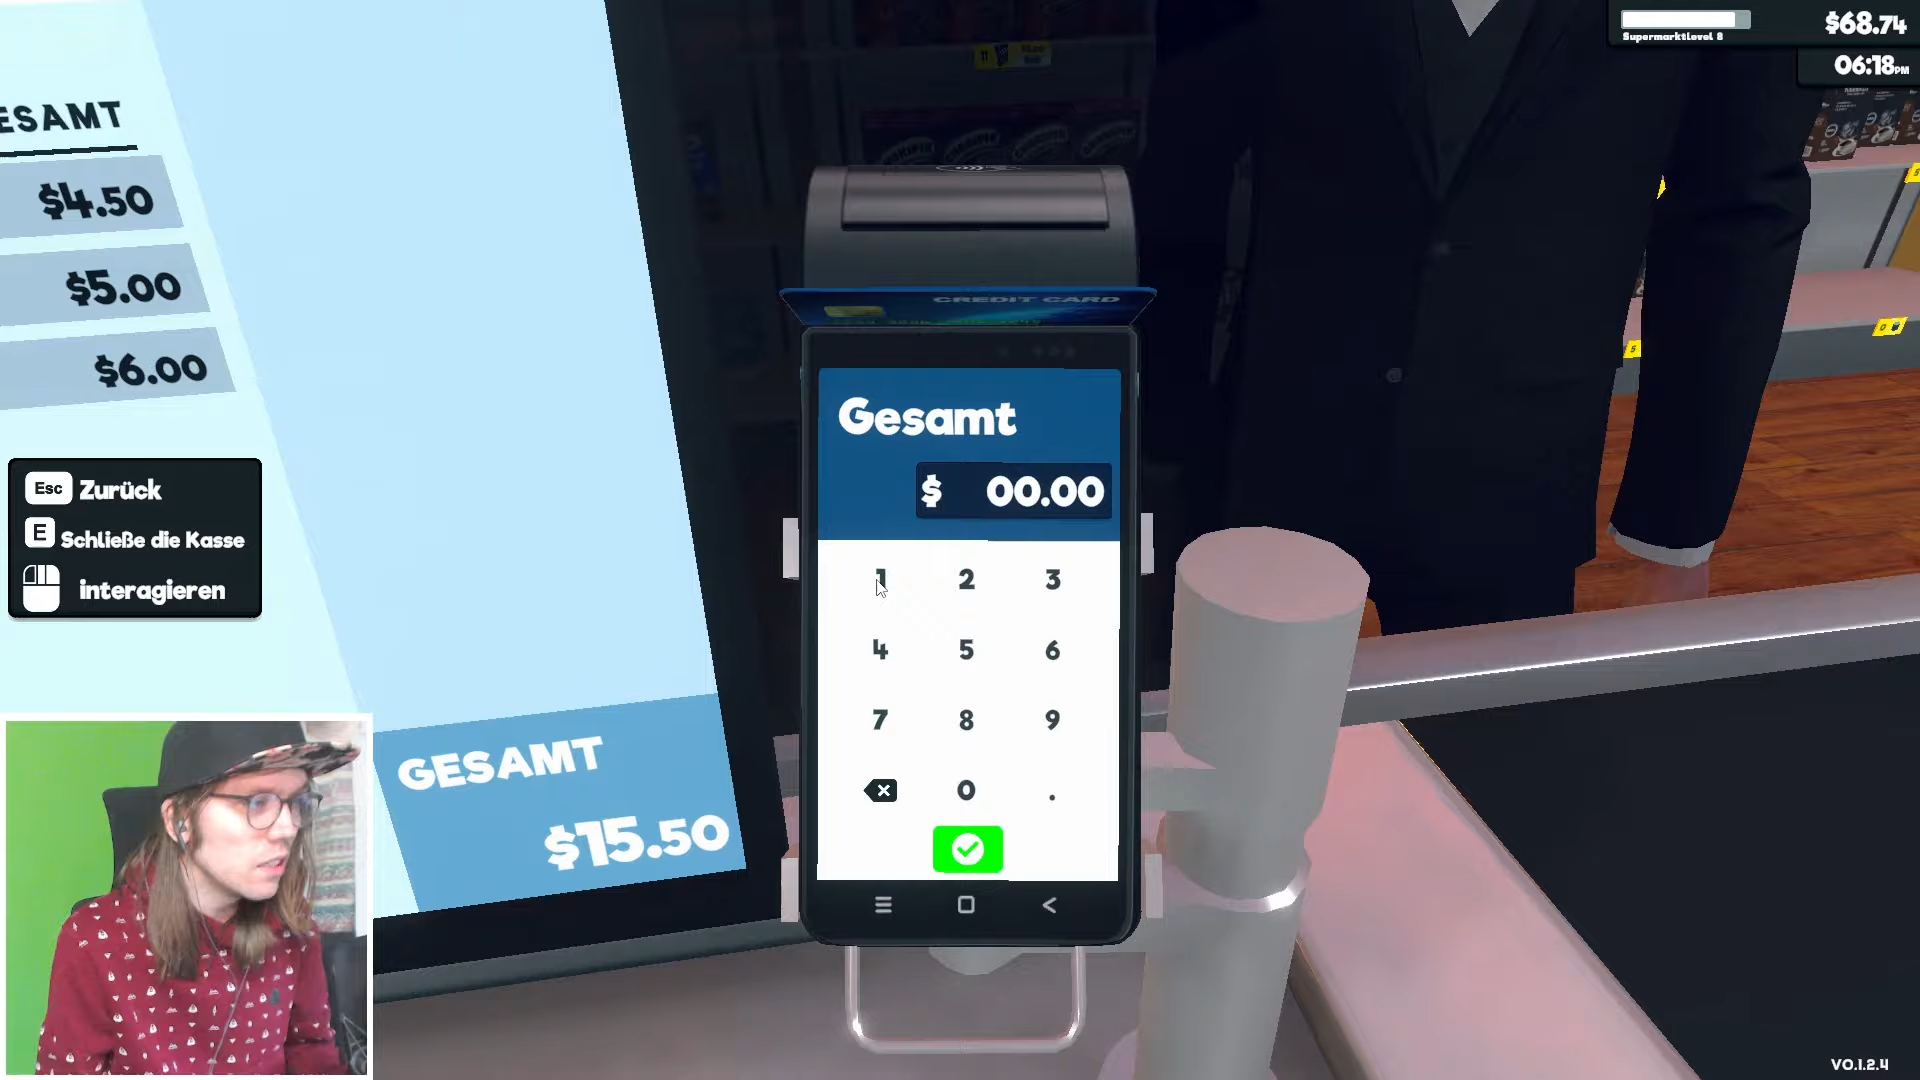 $68.74
Supermarktlevel 8
06:18PM
ESAMT
$4.50
$5.00
$6.00
CREDIT CARD
Gesamt
$ 00.00
Esc Zurück
E Schließe die Kasse
interagieren
1 2 3
4 5 6
7 8 9
0 .
GESAMT
$15.50
V0.1.2.4